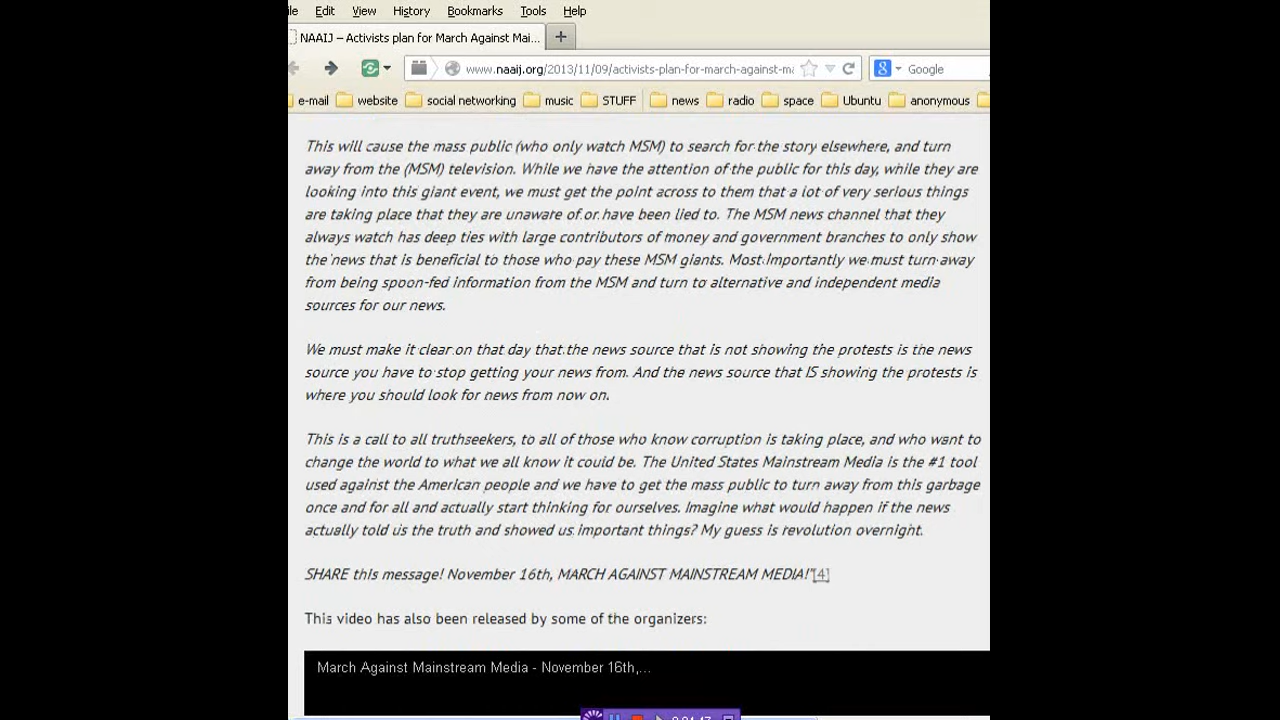 ile Edit View History Bookmarks Tools Help
NAAIJ – Activists plan for March Against Mai...
www.naaij.org/2013/11/09/activists-plan-for-march-against-ma Google
e-mail website social networking music STUFF news radio space Ubuntu anonymous
This will cause the mass public (who only watch MSM) to search for the story elsewhere, and turn
away from the (MSM) television. While we have the attention of the public for this day, while they are
looking into this giant event, we must get the point across to them that a lot of very serious things
are taking place that they are unaware of or have been lied to. The MSM news channel that they
always watch has deep ties with large contributors of money and government branches to only show
the news that is beneficial to those who pay these MSM giants. Most Importantly we must turn away
from being spoon-fed information from the MSM and turn to alternative and independent media
sources for our news.
We must make it clear on that day that the news source that is not showing the protests is the news
source you have to stop getting your news from. And the news source that IS showing the protests is
where you should look for news from now on.
This is a call to all truthseekers, to all of those who know corruption is taking place, and who want to
change the world to what we all know it could be. The United States Mainstream Media is the #1 tool
used against the American people and we have to get the mass public to turn away from this garbage
once and for all and actually start thinking for ourselves. Imagine what would happen if the news
actually told us the truth and showed us important things? My guess is revolution overnight.
SHARE this message! November 16th, MARCH AGAINST MAINSTREAM MEDIA!"[4]
This video has also been released by some of the organizers:
March Against Mainstream Media - November 16th,...